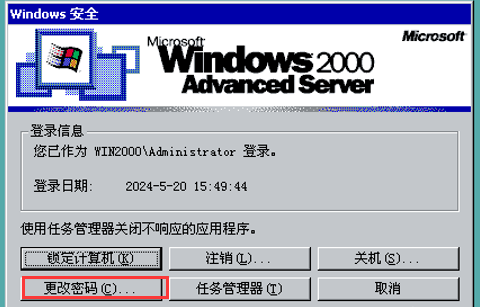 Windows 安全
Microsoft
Microsoft
Windows 2000
Advanced Server
登录信息
您已作为 WIN2000\Administrator 登录。
登录日期: 2024-5-20 15:49:44
使用任务管理器关闭不响应的应用程序。
锁定计算机(K) 注销(L)... 关机(S)...
更改密码(C)... 任务管理器(T) 取消